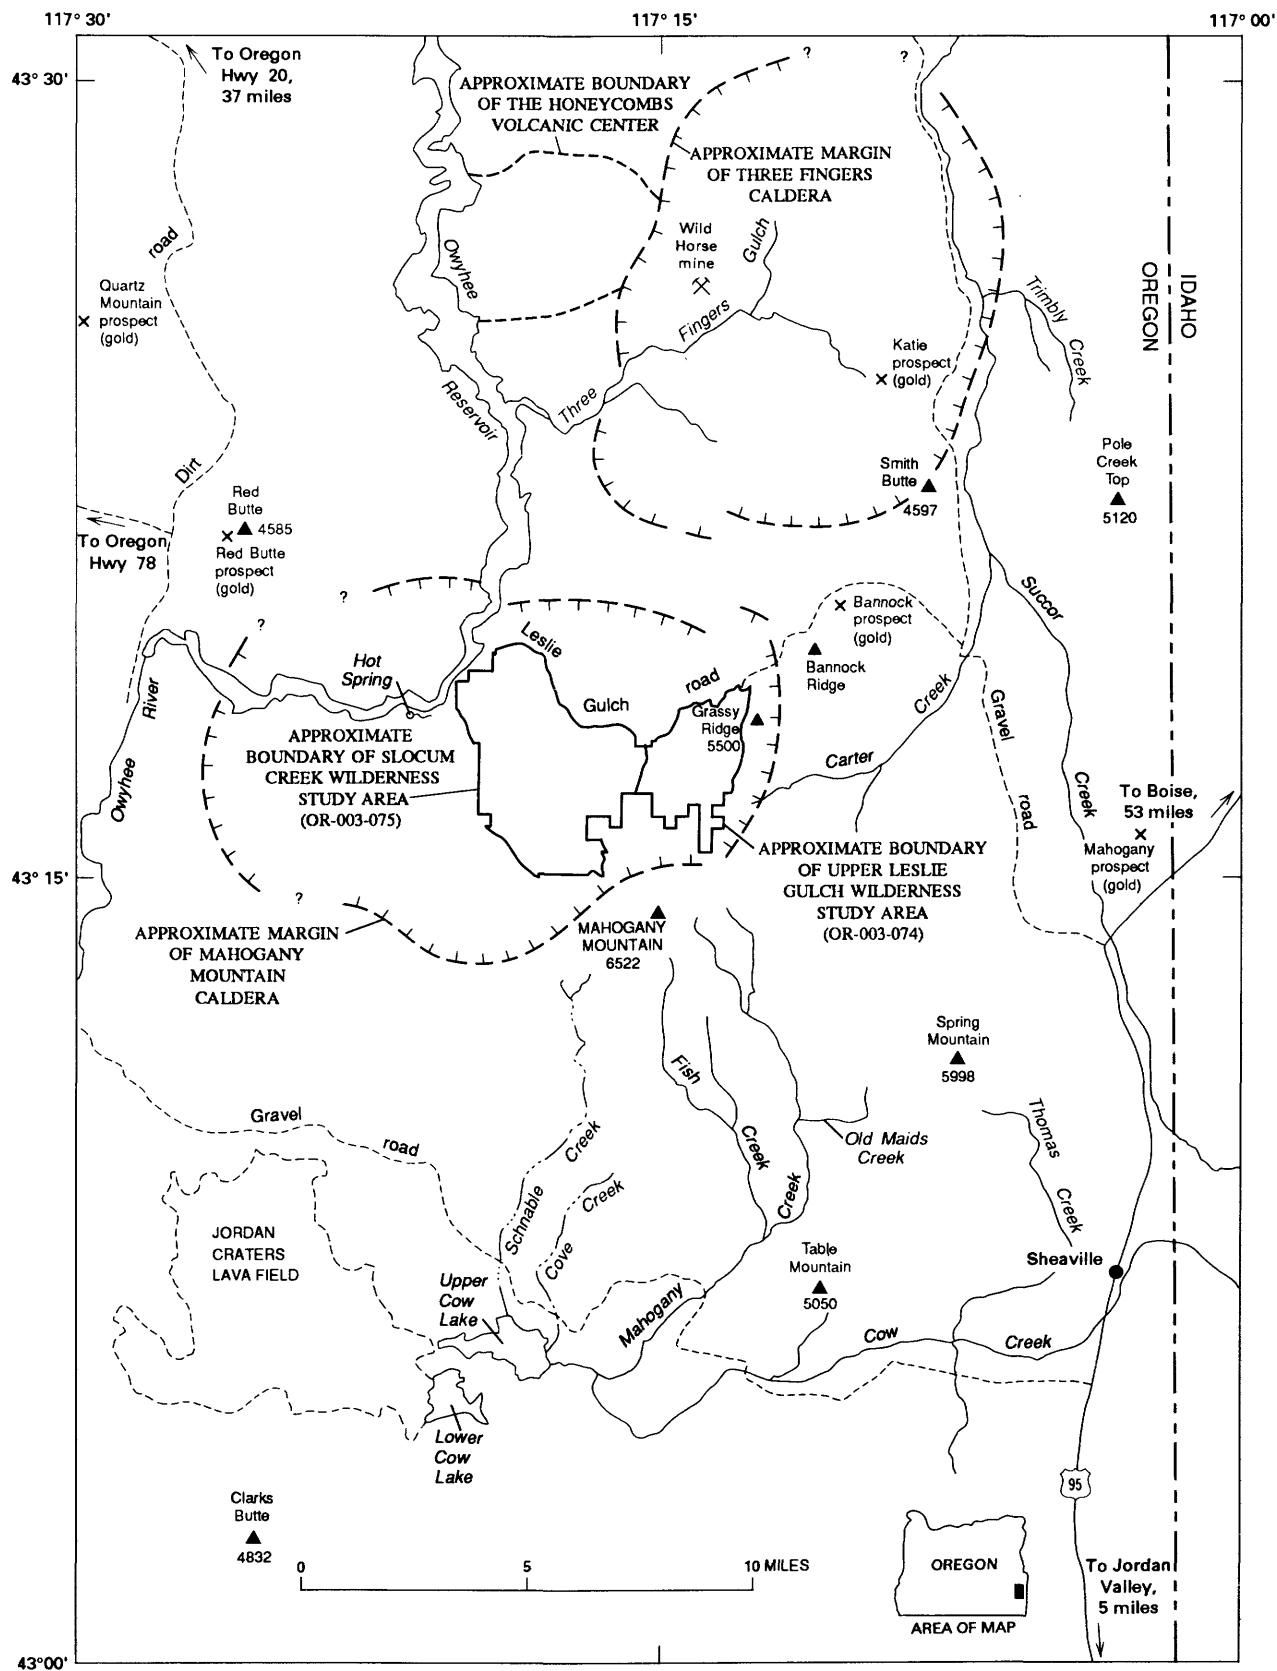 117° 30'
117° 15'
117° 00'
43° 30'
To Oregon
Hwy 20,
37 miles
APPROXIMATE BOUNDARY
OF THE HONEYCOMBS
VOLCANIC CENTER
?
?
APPROXIMATE MARGIN
OF THREE FINGERS
CALDERA
road
Quartz
Mountain
prospect
(gold)
Owyhee
Wild
Horse
mine
Gulch
Fingers
Three
Trimbly
Creek
OREGON
IDAHO
Katie
prospect
(gold)
Reservoir
Dirt
Red
Butte
4585
Red Butte
prospect
(gold)
To Oregon
Hwy 78
Smith
Butte
4597
Pole
Creek
Top
5120
?
?
Hot
Spring
Leslie
Gulch
road
Bannock
prospect
(gold)
Bannock
Ridge
Grassy
Ridge
5500
Succor
Creek
Carter
Creek
Gravel
road
River
Owyhee
APPROXIMATE
BOUNDARY OF SLOCUM
CREEK WILDERNESS
STUDY AREA
(OR-003-075)
To Boise,
53 miles
Mahogany
prospect
(gold)
APPROXIMATE BOUNDARY
OF UPPER LESLIE
GULCH WILDERNESS
STUDY AREA
(OR-003-074)
43° 15'
?
APPROXIMATE MARGIN
OF MAHOGANY
MOUNTAIN
CALDERA
MAHOGANY
MOUNTAIN
6522
Spring
Mountain
5998
Fish
Creek
Gravel
road
Schnable
Creek
Cove
Creek
Old Maids
Creek
Thomas
Creek
Mahogany
Creek
JORDAN
CRATERS
LAVA FIELD
Upper
Cow
Lake
Table
Mountain
5050
Sheaville
Cow
Creek
Lower
Cow
Lake
95
Clarks
Butte
4832
0
5
10 MILES
OREGON
AREA OF MAP
To Jordan
Valley,
5 miles
43°00'